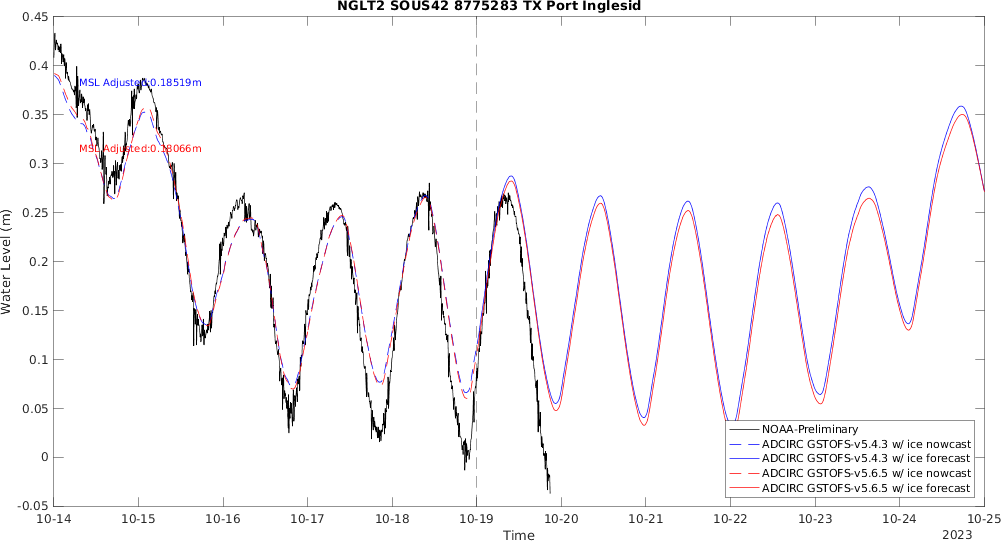 NGLT2 SOUS42 8775283 TX Port Inglesid
0.45
0.4
0.35
0.3
0.25
0.2
0.15
0.1
0.05
0
-0.05
Water Level (m)
MSL Adjusted:0.18519m
MSL Adjusted:0.18066m
NOAA-Preliminary
ADCIRC GSTOFS-v5.4.3 w/ ice nowcast
ADCIRC GSTOFS-v5.4.3 w/ ice forecast
ADCIRC GSTOFS-v5.6.5 w/ ice nowcast
ADCIRC GSTOFS-v5.6.5 w/ ice forecast
10-14 10-15 10-16 10-17 10-18 10-19 10-20 10-21 10-22 10-23 10-24 10-25
Time
2023